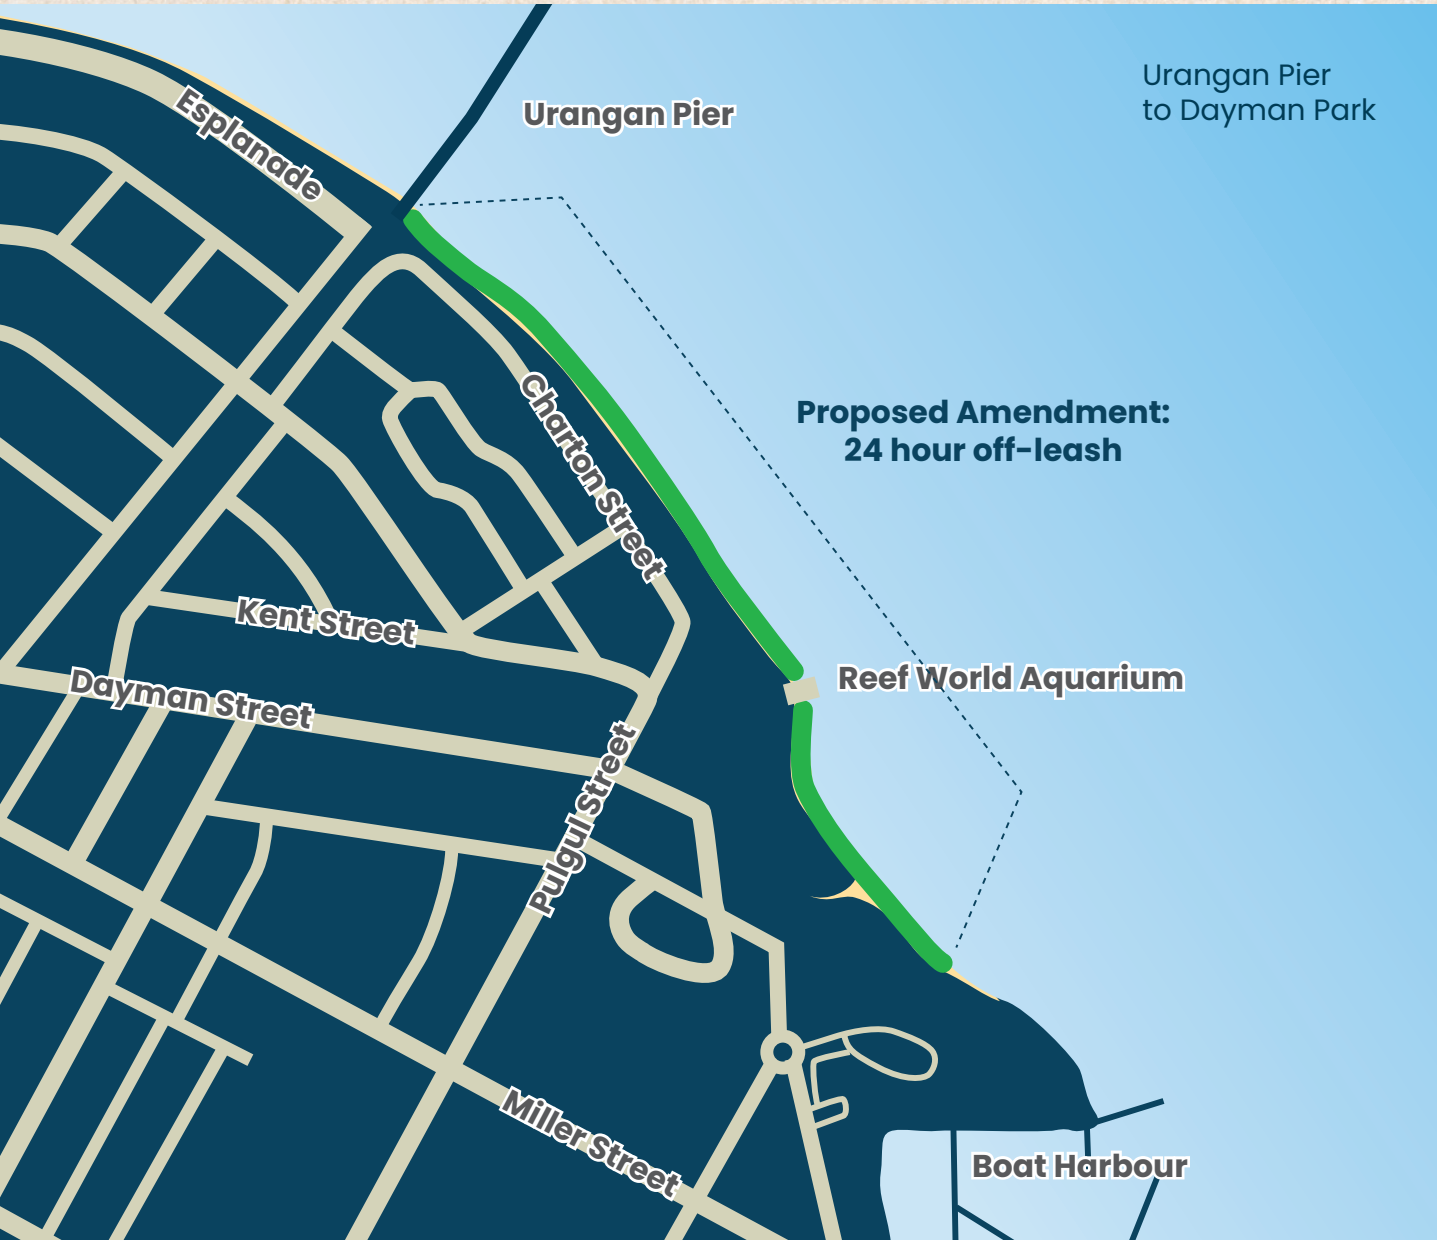 Urangan Pier
to Dayman Park
Urangan Pier
Esplanade
Proposed Amendment:
24 hour off-leash
Charton Street
Kent Street
Reef World Aquarium
Dayman Street
Pulgul Street
Miller Street
Boat Harbour